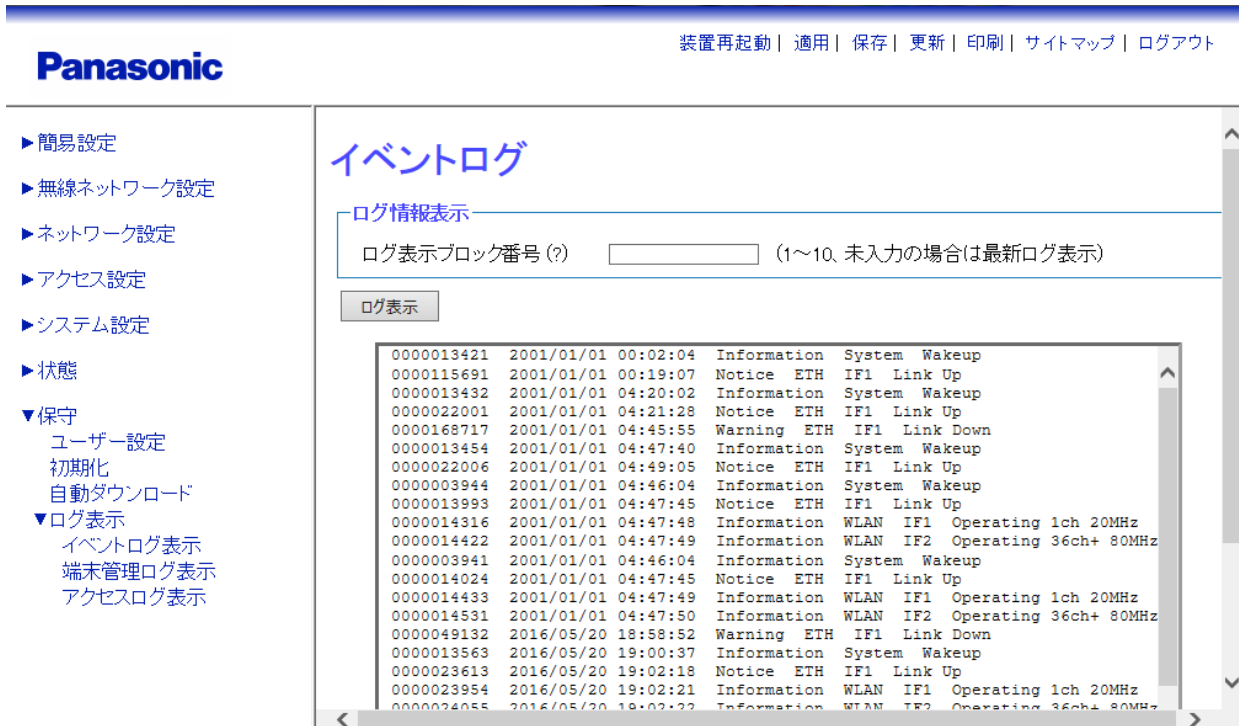 装置再起動| 適用| 保存| 更新| 印刷| サイトマップ| ログアウト
Panasonic
▶簡易設定
▶無線ネットワーク設定
▶ネットワーク設定
▶アクセス設定
▶システム設定
▶状態
▼保守
ユーザー設定
初期化
自動ダウンロード
▼ログ表示
イベントログ表示
端末管理ログ表示
アクセスログ表示
イベントログ
ログ情報表示
ログ表示ブロック番号(?) (1～10、未入力の場合は最新ログ表示)
ログ表示
0000013421 2001/01/01 00:02:04 Information System Wakeup
0000115691 2001/01/01 00:19:07 Notice ETH IF1 Link Up
0000013432 2001/01/01 04:20:02 Information System Wakeup
0000022001 2001/01/01 04:21:28 Notice ETH IF1 Link Up
0000168717 2001/01/01 04:45:55 Warning ETH IF1 Link Down
0000013454 2001/01/01 04:47:40 Information System Wakeup
0000022006 2001/01/01 04:49:05 Notice ETH IF1 Link Up
0000003944 2001/01/01 04:46:04 Information System Wakeup
0000013993 2001/01/01 04:47:45 Notice ETH IF1 Link Up
0000014316 2001/01/01 04:47:48 Information WLAN IF1 Operating 1ch 20MHz
0000014422 2001/01/01 04:47:49 Information WLAN IF2 Operating 36ch+ 80MHz
0000003941 2001/01/01 04:46:04 Information System Wakeup
0000014024 2001/01/01 04:47:45 Notice ETH IF1 Link Up
0000014433 2001/01/01 04:47:49 Information WLAN IF1 Operating 1ch 20MHz
0000014531 2001/01/01 04:47:50 Information WLAN IF2 Operating 36ch+ 80MHz
0000049132 2016/05/20 18:58:52 Warning ETH IF1 Link Down
0000013563 2016/05/20 19:00:37 Information System Wakeup
0000023613 2016/05/20 19:02:18 Notice ETH IF1 Link Up
0000023954 2016/05/20 19:02:21 Information WLAN IF1 Operating 1ch 20MHz
0000024055 2016/05/20 19:02:22 Information WLAN IF2 Operating 36ch+ 80MHz